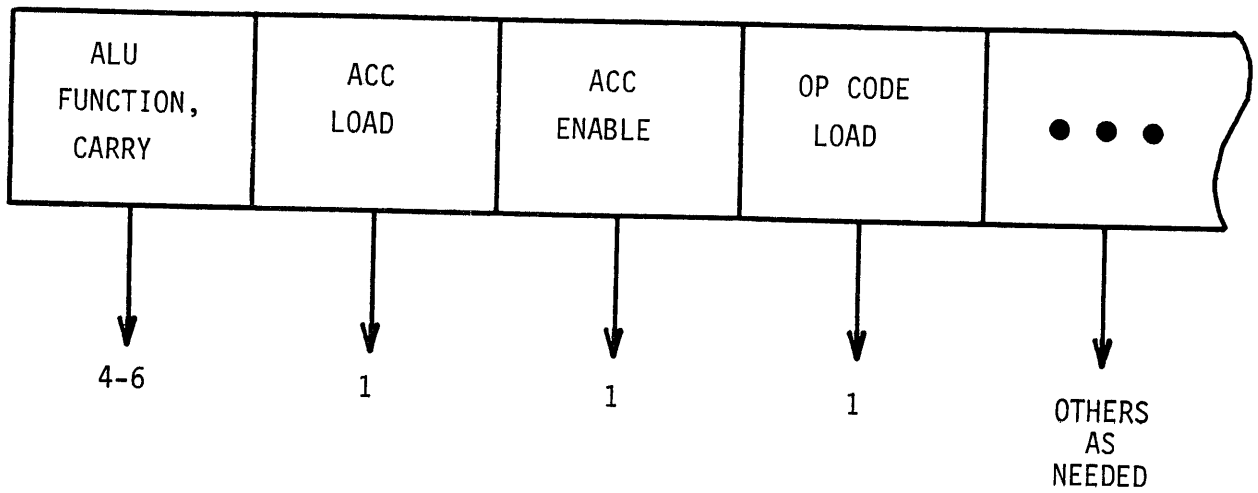 ALU
FUNCTION,
CARRY
ACC
LOAD
ACC
ENABLE
OP CODE
LOAD
4-6
1
1
1
OTHERS
AS
NEEDED